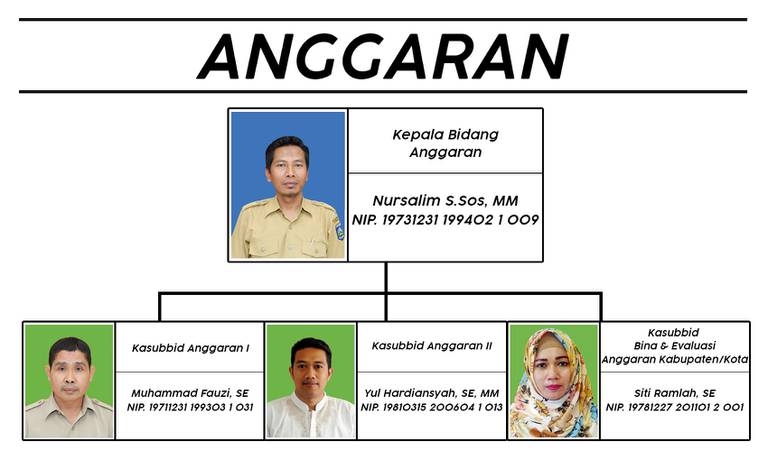 ANGGARAN
Kepala Bidang
Anggaran
Nursalim S.Sos, MM
NIP. 19731231 199402 1 009
Kasubbid Anggaran I
Muhammad Fauzi, SE
NIP. 19711231 199303 1 031
Kasubbid Anggaran II
Yul Hardiansyah, SE, MM
NIP. 19810315 200604 1 013
Kasubbid
Bina & Evaluasi
Anggaran Kabupaten/Kota
Siti Ramlah, SE
NIP. 19781227 201101 2 001